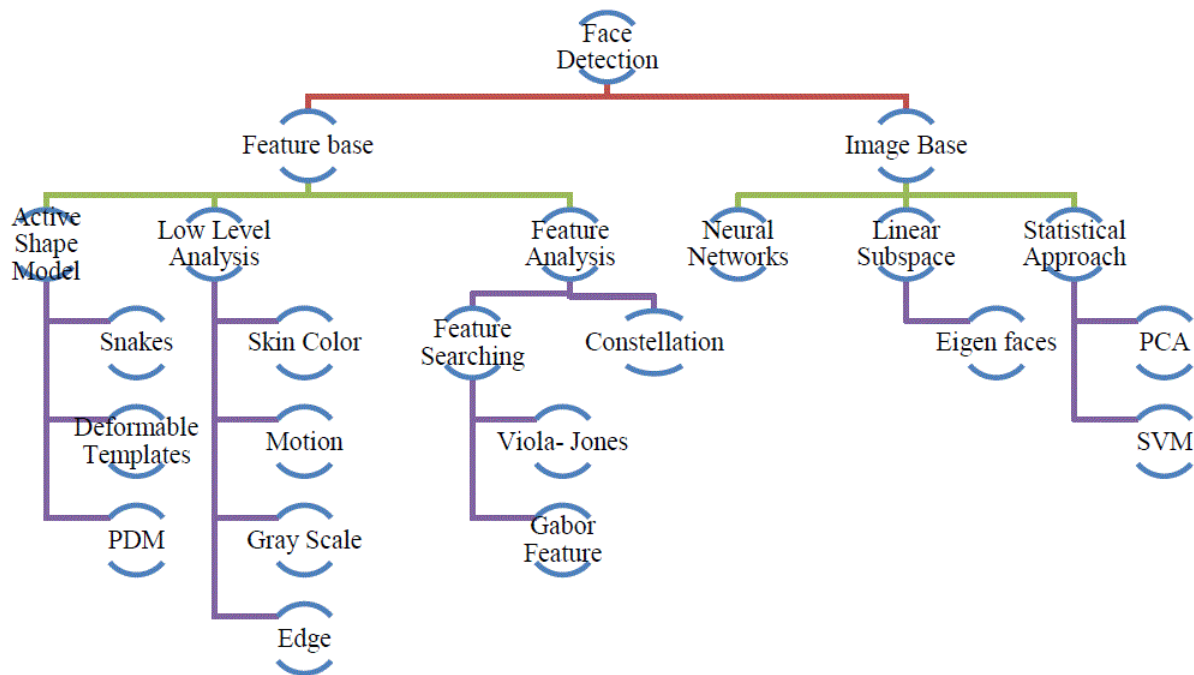 Face
Detection
Feature base
Image Base
Active
Shape
Model
Low Level
Analysis
Feature
Analysis
Neural
Networks
Linear
Subspace
Statistical
Approach
Snakes
Skin Color
Feature
Searching
Constellation
Eigen faces
PCA
Deformable
Templates
Motion
Viola- Jones
SVM
PDM
Gray Scale
Gabor
Feature
Edge